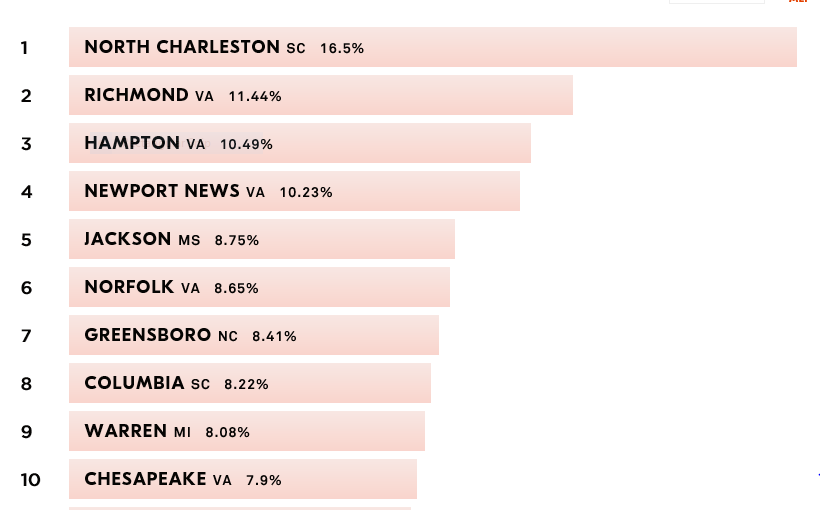 1 NORTH CHARLESTON SC 16.5%
2 RICHMOND VA 11.44%
3 HAMPTON VA 10.49%
4 NEWPORT NEWS VA 10.23%
5 JACKSON MS 8.75%
6 NORFOLK VA 8.65%
7 GREENSBORO NC 8.41%
8 COLUMBIA SC 8.22%
9 WARREN MI 8.08%
10 CHESAPEAKE VA 7.9%